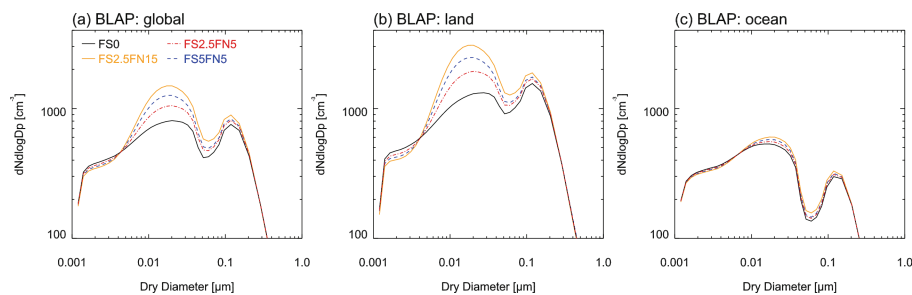 (a) BLAP: global
FS0
FS2.5FN15
FS2.5FN5
FS5FN5
dNdlogDp [cm⁻³]
1000
100
0.001
0.01
0.1
1.0
Dry Diameter [µm]
(b) BLAP: land
dNdlogDp [cm⁻³]
1000
100
0.001
0.01
0.1
1.0
Dry Diameter [µm]
(c) BLAP: ocean
dNdlogDp [cm⁻³]
1000
100
0.001
0.01
0.1
1.0
Dry Diameter [µm]